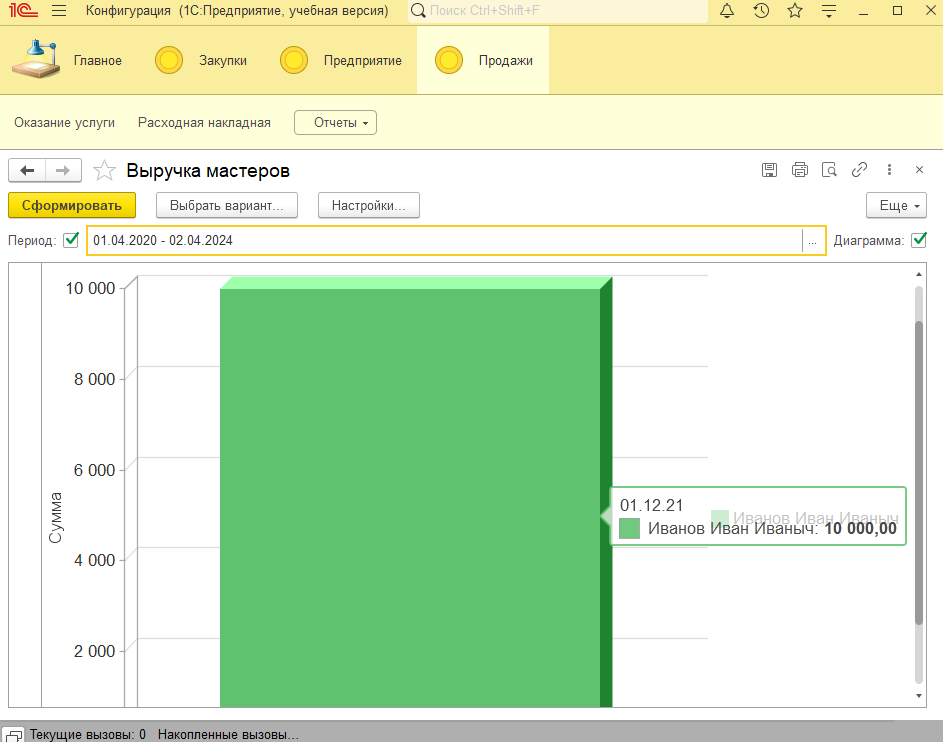 1С Конфигурация (1С:Предприятие, учебная версия) Поиск Ctrl+Shift+F
Главное Закупки Предприятие Продажи
Оказание услуги Расходная накладная Отчеты
Выручка мастеров
Сформировать Выбрать вариант... Настройки... Еще
Период: 01.04.2020 - 02.04.2024 ... Диаграмма:
10 000
8 000
6 000
4 000
2 000
Сумма
01.12.21
Иванов Иван Иваныч
Иванов Иван Иваныч: 10 000,00
Текущие вызовы: 0 Накопленные вызовы...